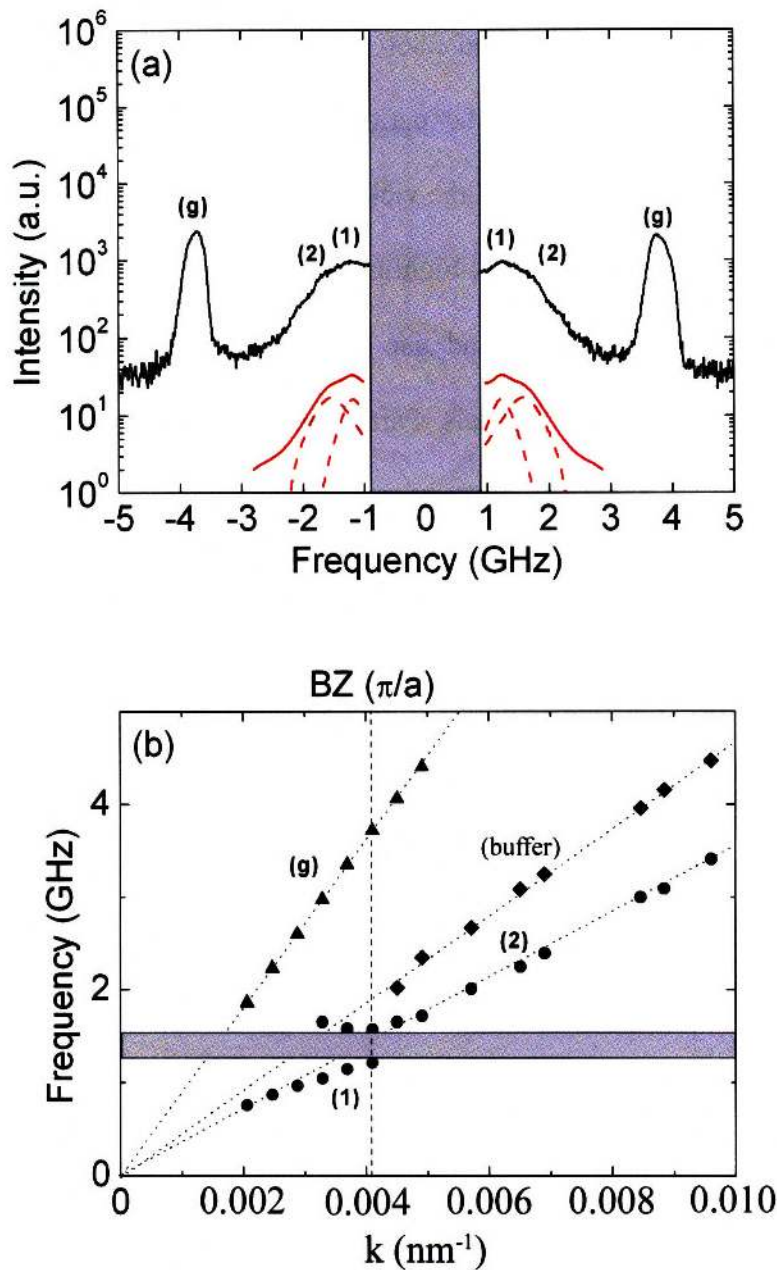 (a)
10^6
10^5
10^4
10^3
10^2
10^1
10^0
Intensity (a.u.)
(g)
(2)
(1)
(1)
(2)
(g)
-5 -4 -3 -2 -1 0 1 2 3 4 5
Frequency (GHz)
BZ (π/a)
(b)
4
2
0
Frequency (GHz)
(g)
(buffer)
(2)
(1)
0 0.002 0.004 0.006 0.008 0.010
k (nm⁻¹)